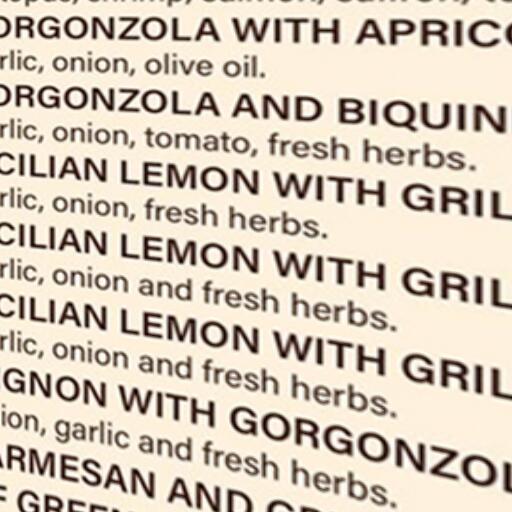 ORGONZOLA WITH APRIC
rlic, onion, olive oil.
ORGONZOLA AND BIQUIN
rlic, onion, tomato, fresh herbs.
CILIAN LEMON WITH GRIL
rlic, onion, fresh herbs.
CILIAN LEMON WITH GRIL
rlic, onion and fresh herbs.
CILIAN LEMON WITH GRIL
rlic, onion and fresh herbs.
GNON WITH GORGONZOL
ion, garlic and fresh herbs.
ARMESAN AND